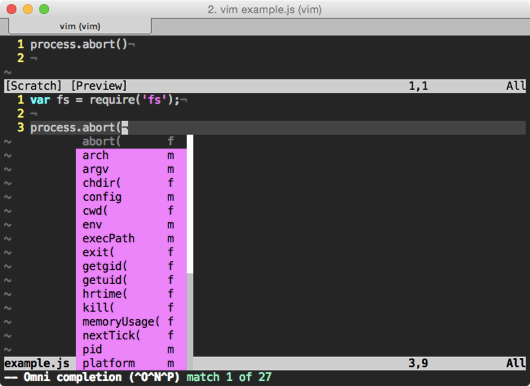 2. vim example.js (vim)
vim (vim)
1 process.abort()¬
2 ¬
~
[Scratch] [Preview] 1,1 All
1 var fs = require('fs');¬
2 ¬
3 process.abort(¬
~ abort( f
~ arch m
~ argv m
~ chdir( f
~ config m
~ cwd( f
~ env m
~ execPath m
~ exit( f
~ getgid( f
~ getuid( f
~ hrtime( f
~ kill( f
~ memoryUsage( f
~ nextTick( f
~ pid m
example.js platform m 3,9 All
-- Omni completion (^O^N^P) match 1 of 27